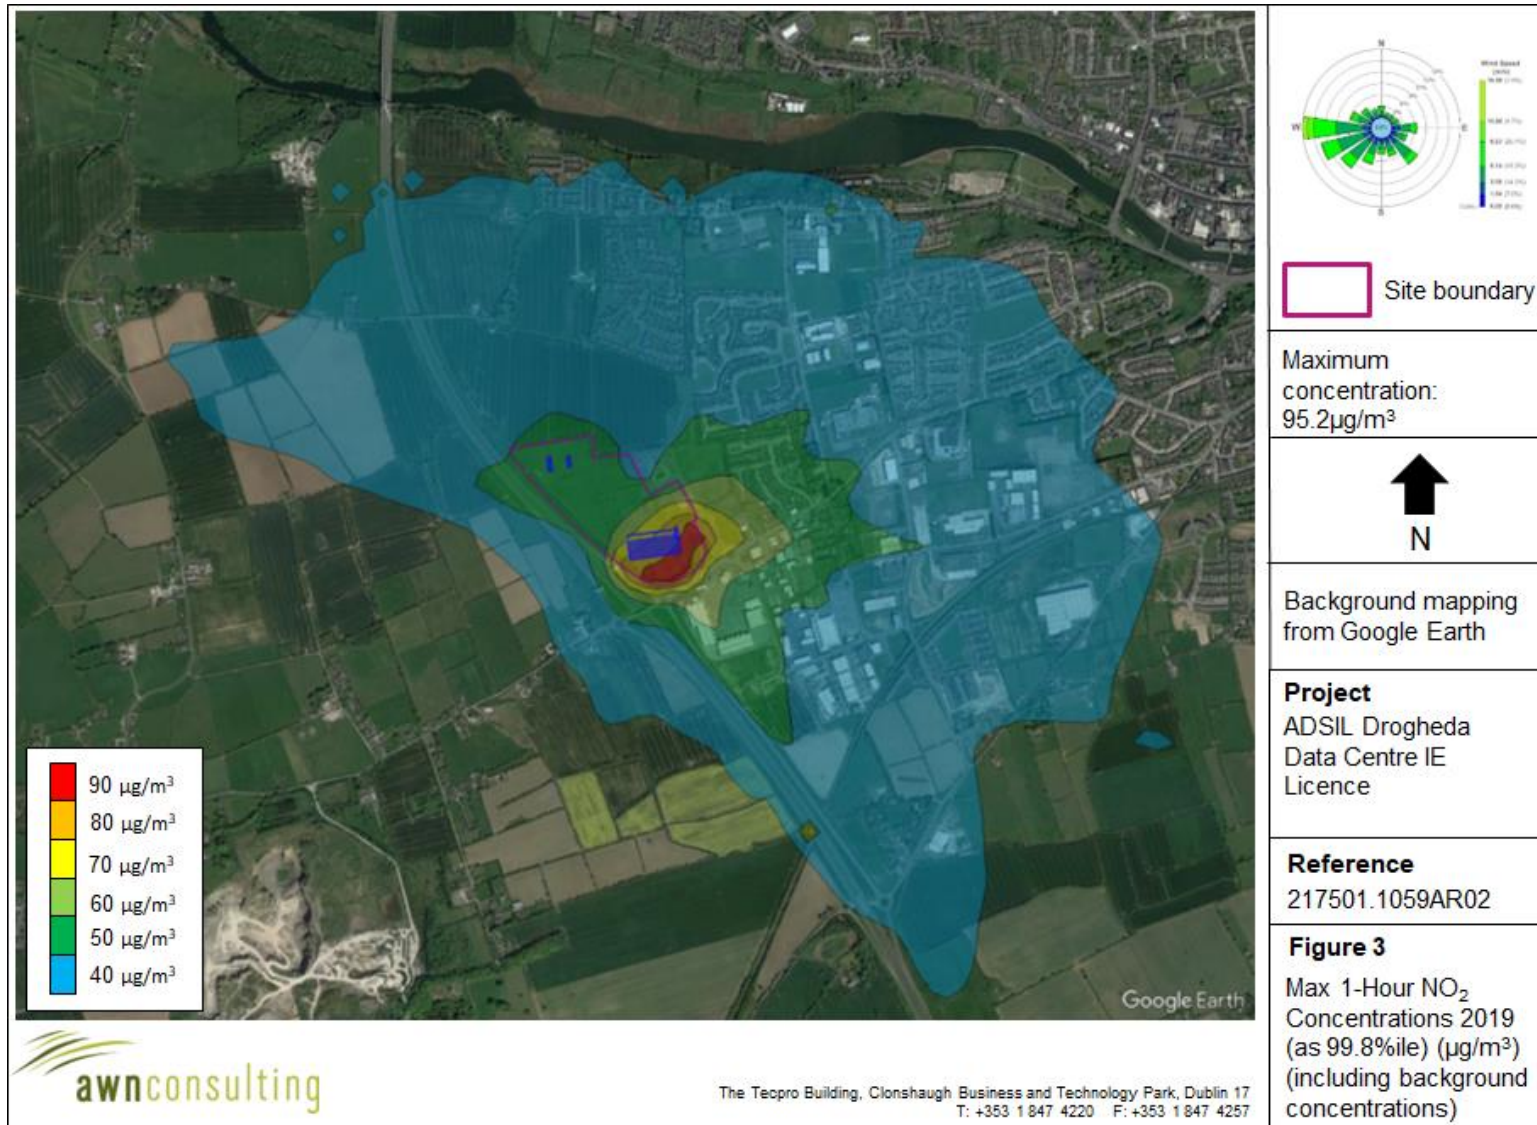 N
W
E
S
Wind Speed
Site boundary
Maximum
concentration:
95.2µg/m³
N
Background mapping
from Google Earth
Project
ADSIL Drogheda
Data Centre IE
Licence
Reference
217501.1059AR02
Figure 3
Max 1-Hour NO₂
Concentrations 2019
(as 99.8%ile) (µg/m³)
(including background
concentrations)
90 µg/m³
80 µg/m³
70 µg/m³
60 µg/m³
50 µg/m³
40 µg/m³
Google Earth
awnconsulting
The Tecpro Building, Clonshaugh Business and Technology Park, Dublin 17
T: +353 1 847 4220 F: +353 1 847 4257